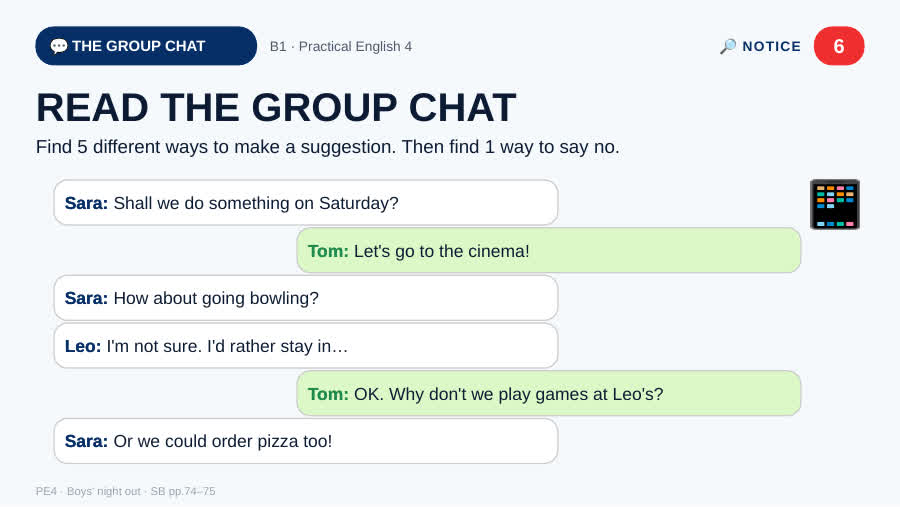 💬 THE GROUP CHAT
B1 · Practical English 4
🔎 NOTICE
6
READ THE GROUP CHAT
Find 5 different ways to make a suggestion. Then find 1 way to say no.
Sara: Shall we do something on Saturday?
Tom: Let's go to the cinema!
Sara: How about going bowling?
Leo: I'm not sure. I'd rather stay in…
Tom: OK. Why don't we play games at Leo's?
Sara: Or we could order pizza too!
PE4 · Boys' night out · SB pp.74–75